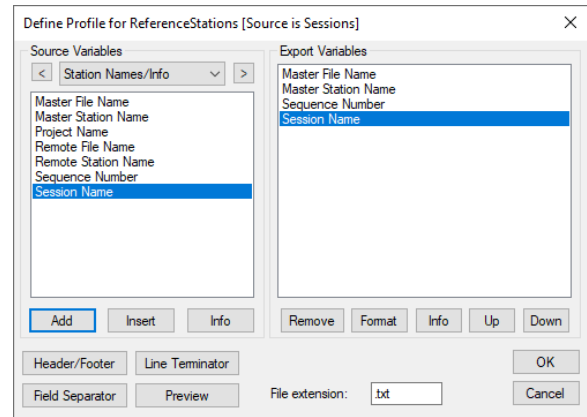 Define Profile for ReferenceStations [Source is Sessions]
Source Variables
< Station Names/Info >
Master File Name
Master Station Name
Project Name
Remote File Name
Remote Station Name
Sequence Number
Session Name
Add Insert Info
Export Variables
Master File Name
Master Station Name
Sequence Number
Session Name
Remove Format Info Up Down
Header/Footer Line Terminator
Field Separator Preview
File extension: .txt
OK
Cancel